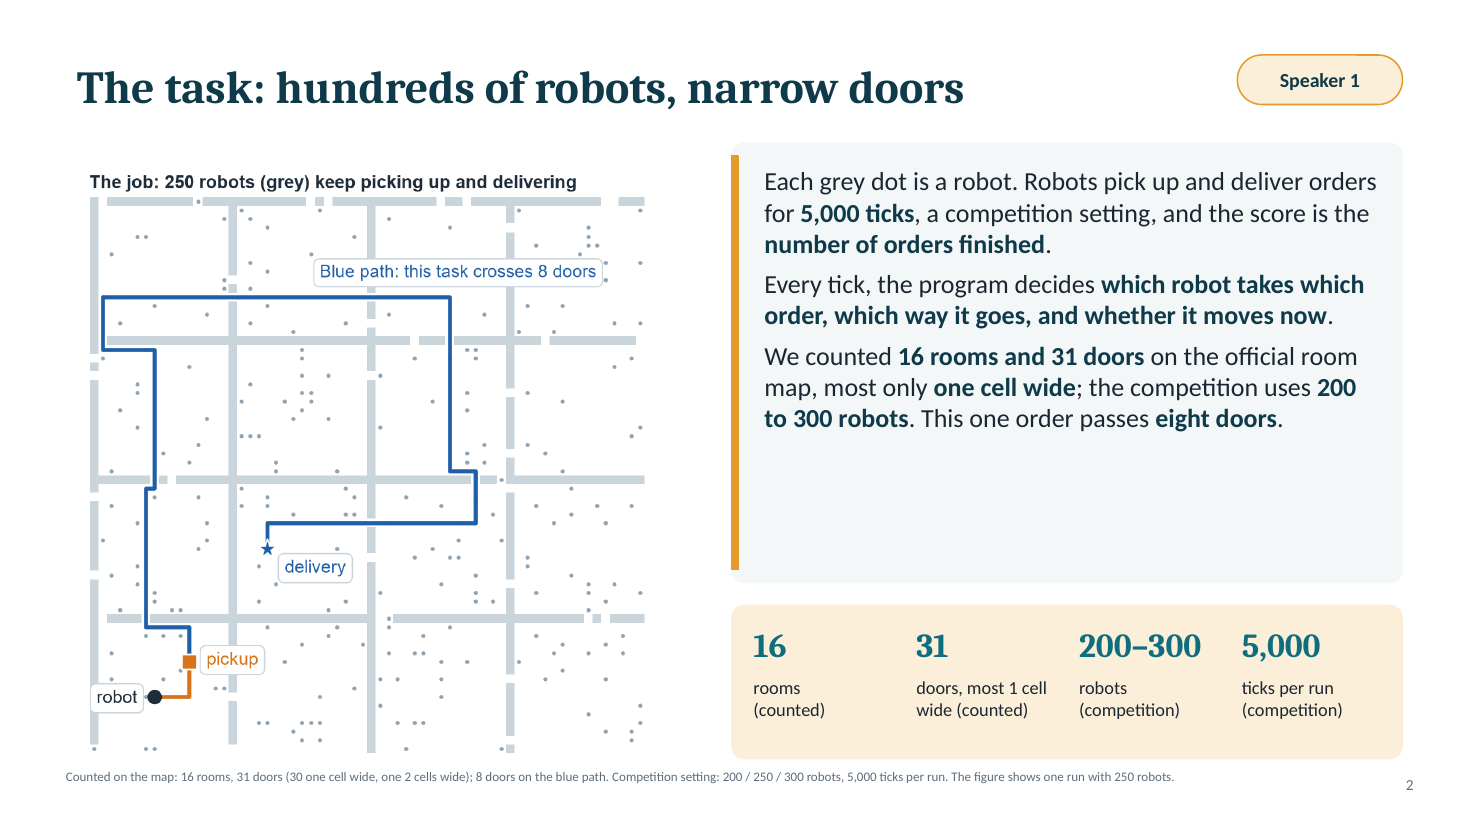 The task: hundreds of robots, narrow doors
Speaker 1
The job: 250 robots (grey) keep picking up and delivering
Blue path: this task crosses 8 doors
delivery
pickup
robot
Each grey dot is a robot. Robots pick up and deliver orders
for 5,000 ticks, a competition setting, and the score is the
number of orders finished.
Every tick, the program decides which robot takes which
order, which way it goes, and whether it moves now.
We counted 16 rooms and 31 doors on the official room
map, most only one cell wide; the competition uses 200
to 300 robots. This one order passes eight doors.
16
rooms
(counted)
31
doors, most 1 cell
wide (counted)
200–300
robots
(competition)
5,000
ticks per run
(competition)
Counted on the map: 16 rooms, 31 doors (30 one cell wide, one 2 cells wide); 8 doors on the blue path. Competition setting: 200 / 250 / 300 robots, 5,000 ticks per run. The figure shows one run with 250 robots.
2